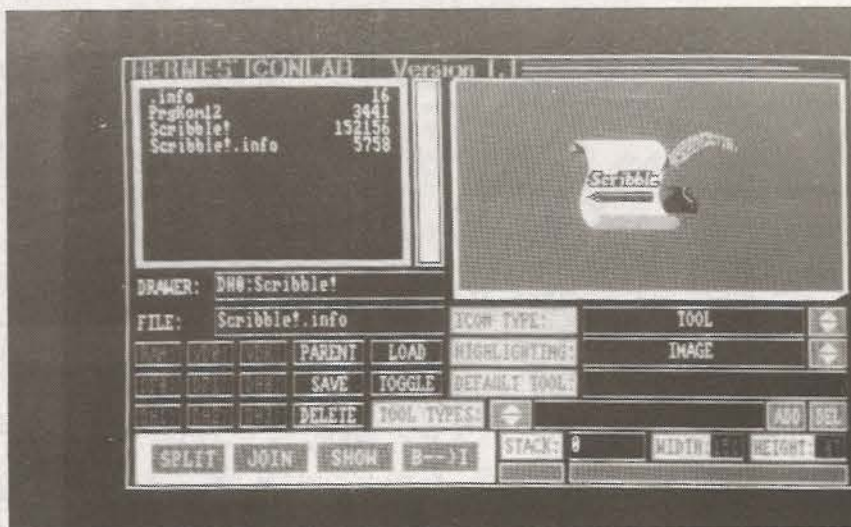 HERMES ICONLAB Version 1.1
.info 16
PrgKom12 3441
Scribble! 152156
Scribble!.info 5758
Scribble
DRAWER: DH0:Scribble!
FILE: Scribble!.info
ICON TYPE: TOOL
HIGHLIGHTING: IMAGE
DEFAULT TOOL:
PARENT LOAD
SAVE TOGGLE
DELETE
TOOL TYPES: ADD DEL
STACK: 0 WIDTH: HEIGHT:
SPLIT JOIN SHOW B-->I